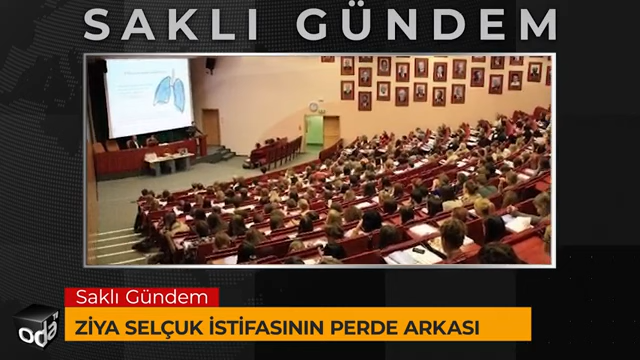 SAKLI GÜNDEM
Saklı Gündem
ZİYA SELÇUK İSTİFASININ PERDE ARKASI
oda